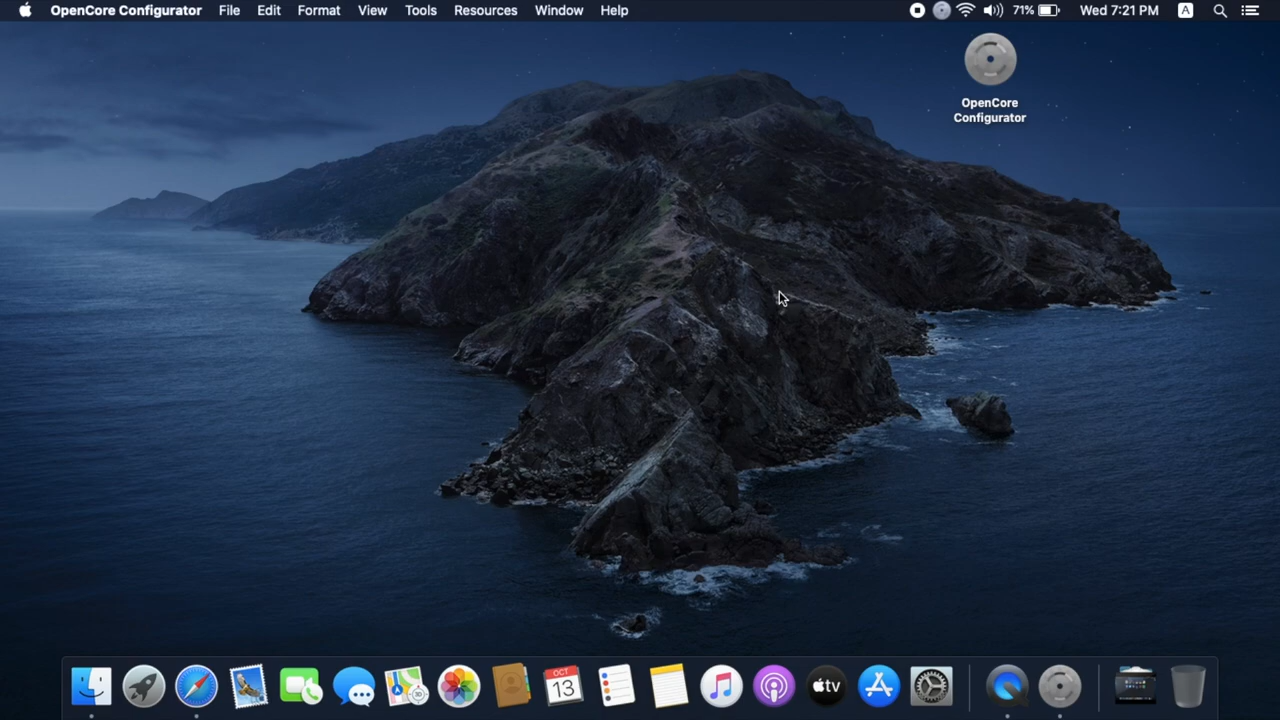 OpenCore Configurator File Edit Format View Tools Resources Window Help 71% Wed 7:21 PM A
OpenCore
Configurator
OCT
13
tv